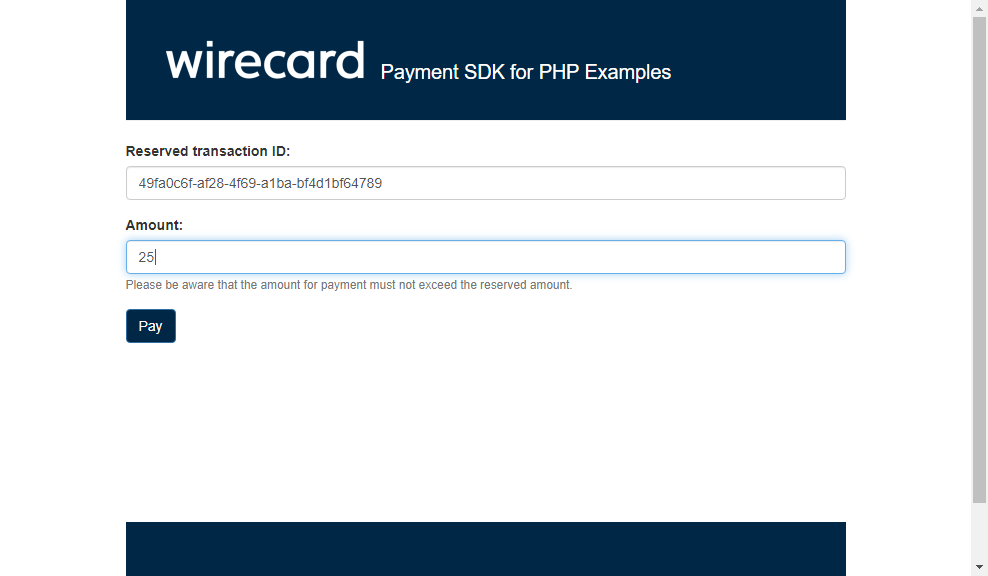 wirecard Payment SDK for PHP Examples
Reserved transaction ID:
49fa0c6f-af28-4f69-a1ba-bf4d1bf64789
Amount:
25
Please be aware that the amount for payment must not exceed the reserved amount.
Pay